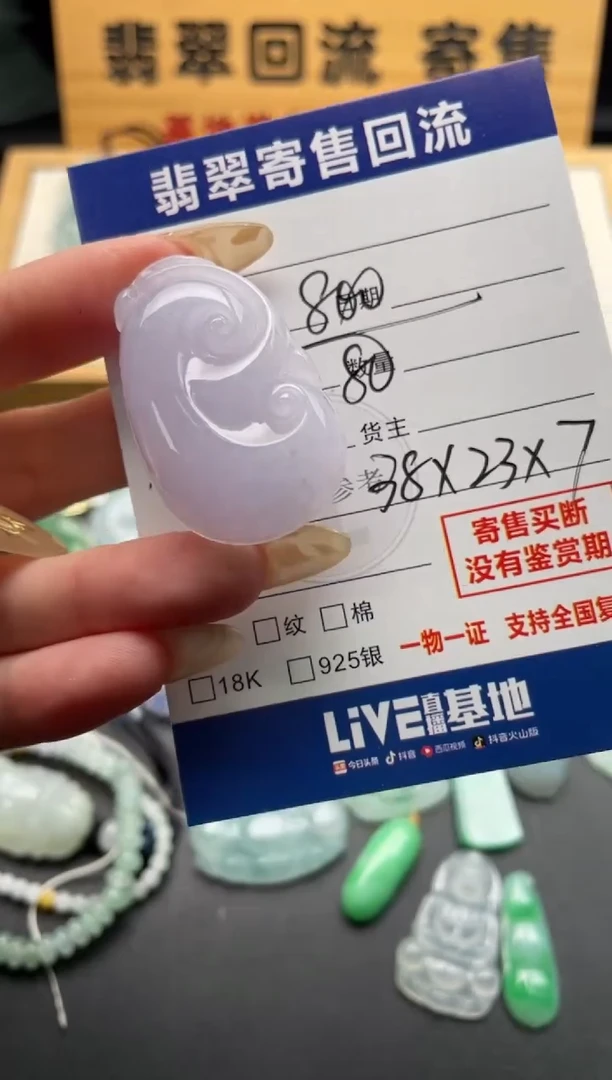 翡翠回流 寄售
翡翠寄售回流
800
80
数量
货主
参考
38X23X7
寄售买断
没有鉴赏期
纹 棉
18K 925银
一物一证 支持全国复
LiVE直播基地
今日头条 抖音 西瓜视频 抖音火山版